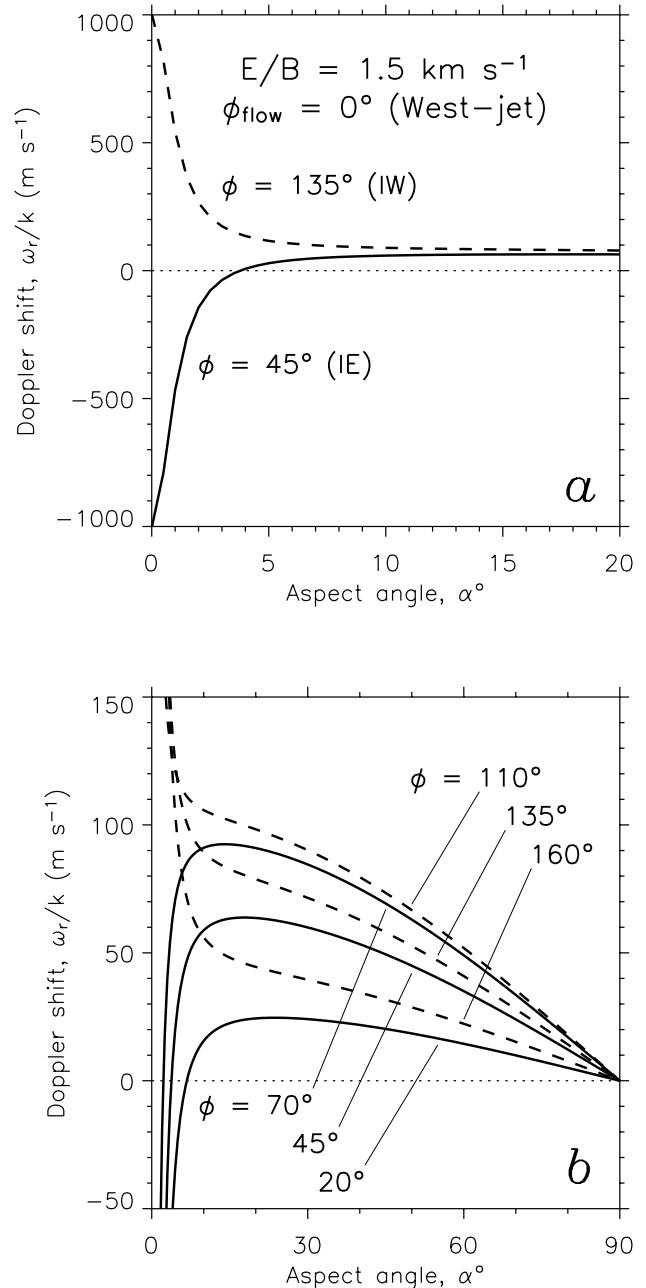 1000
E/B = 1.5 km s⁻¹
ϕflow = 0° (West−jet)
500
ϕ = 135° (IW)
0
ϕ = 45° (IE)
−500
−1000
Doppler shift, ωr/k (m s⁻¹)
a
0 5 10 15 20
Aspect angle, α°
150
ϕ = 110°
135°
160°
100
50
0
−50
Doppler shift, ωr/k (m s⁻¹)
ϕ = 70°
45°
20°
b
0 30 60 90
Aspect angle, α°